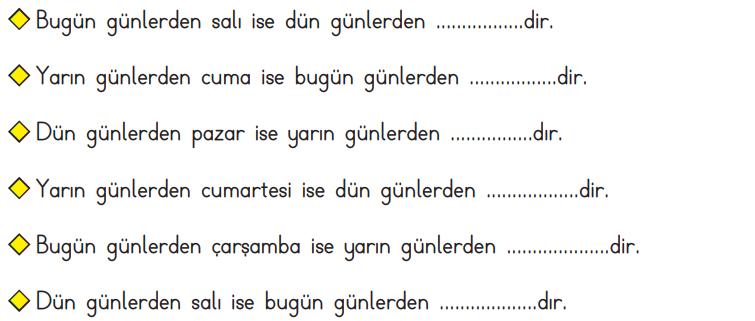 Bugün günlerden salı ise dün günlerden .................dir.
Yarın günlerden cuma ise bugün günlerden .................dir.
Dün günlerden pazar ise yarın günlerden ................dır.
Yarın günlerden cumartesi ise dün günlerden ..................dir.
Bugün günlerden çarşamba ise yarın günlerden ....................dir.
Dün günlerden salı ise bugün günlerden ...................dır.